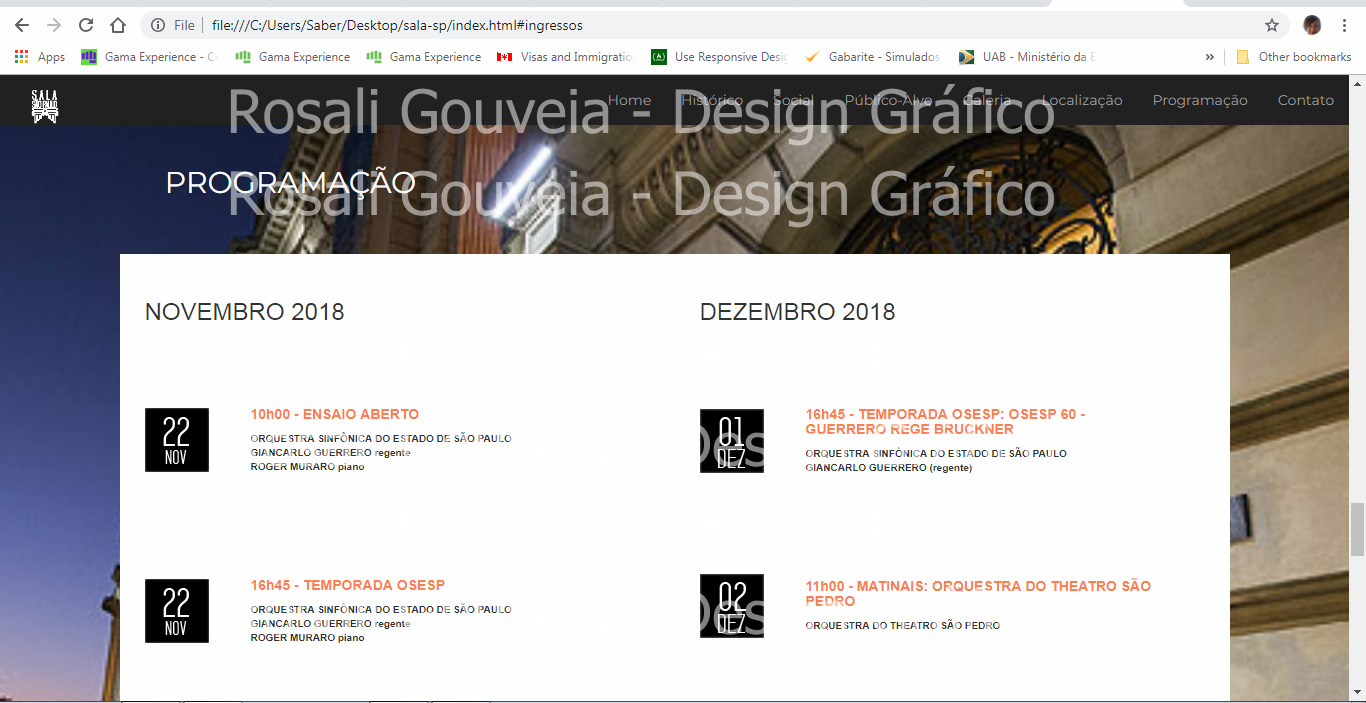 File
file:///C:/Users/Saber/Desktop/sala-sp/index.html#ingressos
Apps
Gama Experience - Co
Gama Experience
Gama Experience
Visas and Immigratio
Use Responsive Desig
Gabarite - Simulados,
UAB - Ministério da E
»
Other bookmarks
SALA
SÃO PAULO
Home
Histórico
Social
Público-Alvo
Galeria
Localização
Programação
Contato
Rosali Gouveia - Design Gráfico
PROGRAMAÇÃO
Rosali Gouveia - Design Gráfico
NOVEMBRO 2018
22
NOV
10h00 - ENSAIO ABERTO
ORQUESTRA SINFÔNICA DO ESTADO DE SÃO PAULO
GIANCARLO GUERRERO regente
ROGER MURARO piano
22
NOV
16h45 - TEMPORADA OSESP
ORQUESTRA SINFÔNICA DO ESTADO DE SÃO PAULO
GIANCARLO GUERRERO regente
ROGER MURARO piano
DEZEMBRO 2018
01
DEZ
16h45 - TEMPORADA OSESP: OSESP 60 -
GUERRERO REGE BRUCKNER
ORQUESTRA SINFÔNICA DO ESTADO DE SÃO PAULO
GIANCARLO GUERRERO (regente)
02
DEZ
11h00 - MATINAIS: ORQUESTRA DO THEATRO SÃO
PEDRO
ORQUESTRA DO THEATRO SÃO PEDRO